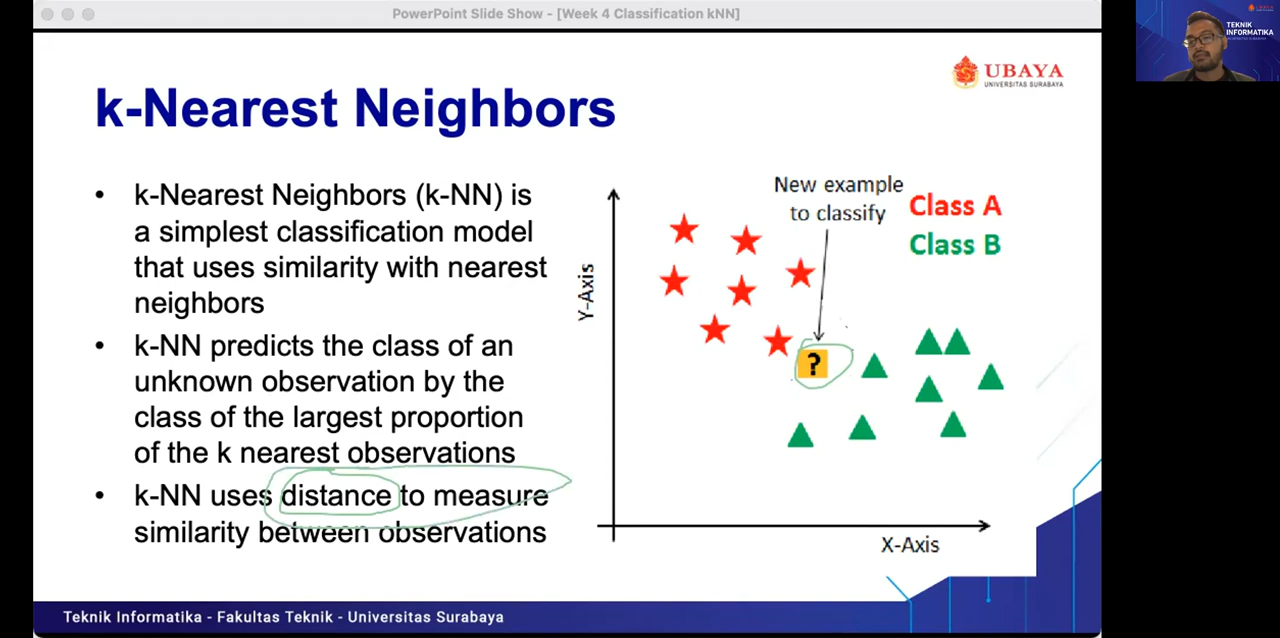 PowerPoint Slide Show - [Week 4 Classification kNN]
UBAYA
TEKNIK
INFORMATIKA
UBAYA
UNIVERSITAS SURABAYA
k-Nearest Neighbors
• k-Nearest Neighbors (k-NN) is
a simplest classification model
that uses similarity with nearest
neighbors
• k-NN predicts the class of an
unknown observation by the
class of the largest proportion
of the k nearest observations
• k-NN uses distance to measure
similarity between observations
New example
to classify
Class A
Class B
Y-Axis
?
X-Axis
Teknik Informatika - Fakultas Teknik - Universitas Surabaya